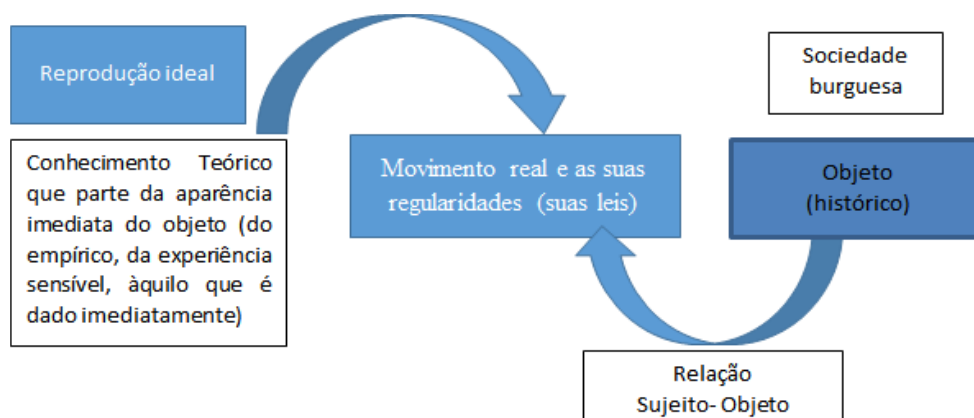 Reprodução ideal
Conhecimento Teórico
que parte da aparência
imediata do objeto (do
empírico, da experiência
sensível, àquilo que é
dado imediatamente)
Movimento real e as suas
regularidades (suas leis)
Sociedade
burguesa
Objeto
(histórico)
Relação
Sujeito- Objeto